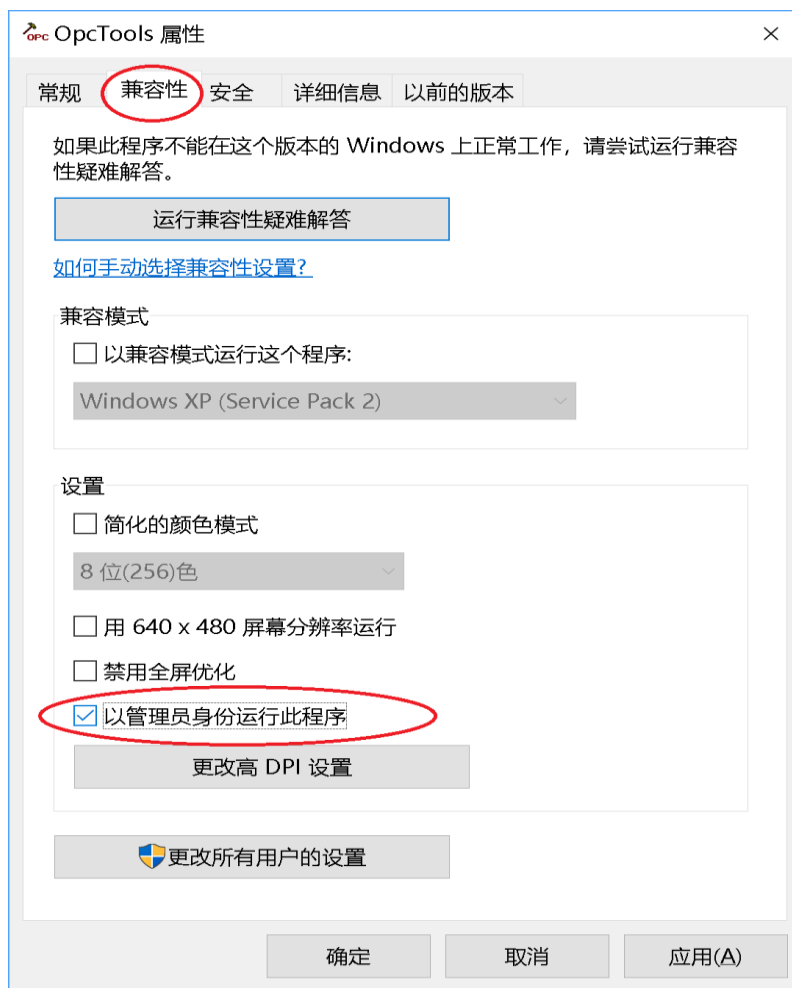 OPC OpcTools 属性
常规 兼容性 安全 详细信息 以前的版本
如果此程序不能在这个版本的 Windows 上正常工作，请尝试运行兼容
性疑难解答。
运行兼容性疑难解答
如何手动选择兼容性设置?
兼容模式
以兼容模式运行这个程序:
Windows XP (Service Pack 2)
设置
简化的颜色模式
8 位(256)色
用 640 x 480 屏幕分辨率运行
禁用全屏优化
以管理员身份运行此程序
更改高 DPI 设置
更改所有用户的设置
确定 取消 应用(A)